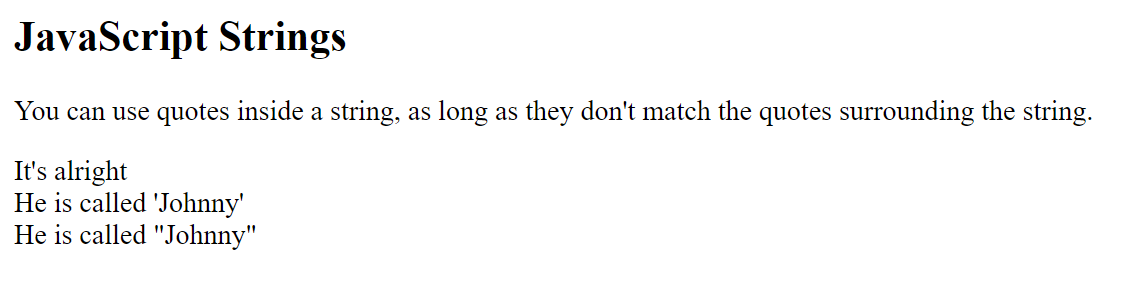 JavaScript Strings
You can use quotes inside a string, as long as they don't match the quotes surrounding the string.
It's alright
He is called 'Johnny'
He is called "Johnny"